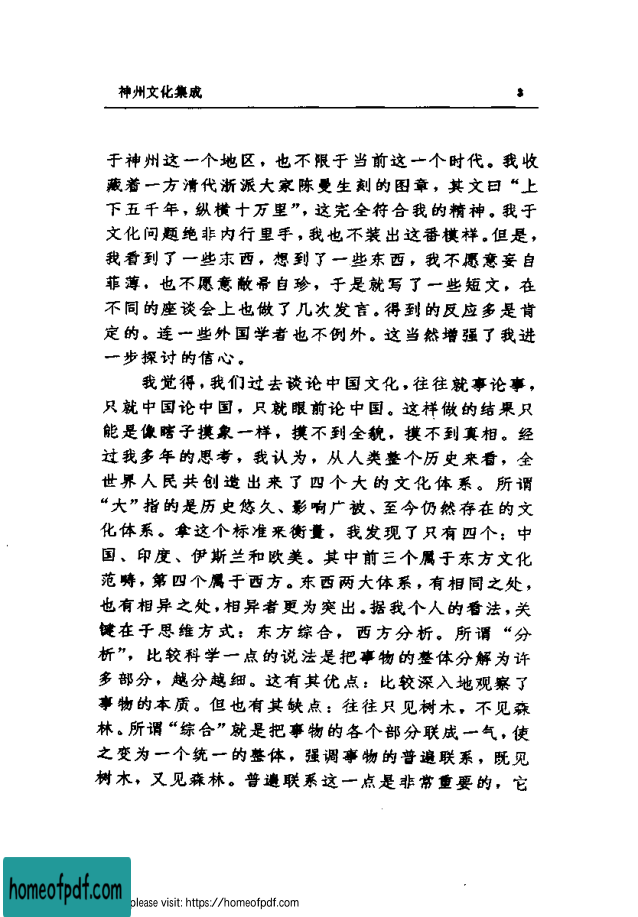 神州文化集成 3
于神州这一个地区，也不限于当前这一个时代。我收
藏着一方清代浙派大家陈曼生刻的图章，其文曰“上
下五千年，纵横十万里”，这完全符合我的精神。我于
文化问题绝非内行里手，我也不装出这番模样。但是，
我看到了一些东西，想到了一些东西，我不愿意妄自
菲薄，也不愿意敝帚自珍，于是就写了一些短文，在
不同的座谈会上也做了几次发言。得到的反应多是肯
定的。连一些外国学者也不例外。这当然增强了我进
一步探讨的信心。
我觉得，我们过去谈论中国文化，往往就事论事，
只就中国论中国，只就眼前论中国。这样做的结果只
能是像瞎子摸象一样，摸不到全貌，摸不到真相。经
过我多年的思考，我认为，从人类整个历史来看，全
世界人民共创造出来了四个大的文化体系。所谓
“大”指的是历史悠久、影响广被、至今仍然存在的文
化体系。拿这个标准来衡量，我发现了只有四个：中
国、印度、伊斯兰和欧美。其中前三个属于东方文化
范畴，第四个属于西方。东西两大体系，有相同之处，
也有相异之处，相异者更为突出。据我个人的看法，关
键在于思维方式：东方综合，西方分析。所谓“分
析”，比较科学一点的说法是把事物的整体分解为许
多部分，越分越细。这有其优点：比较深入地观察了
事物的本质。但也有其缺点：往往只见树木，不见森
林。所谓“综合”就是把事物的各个部分联成一气，使
之变为一个统一的整体，强调事物的普遍联系，既见
树木，又见森林。普遍联系这一点是非常重要的，它
homeofpdf.com
please visit: https://homeofpdf.com